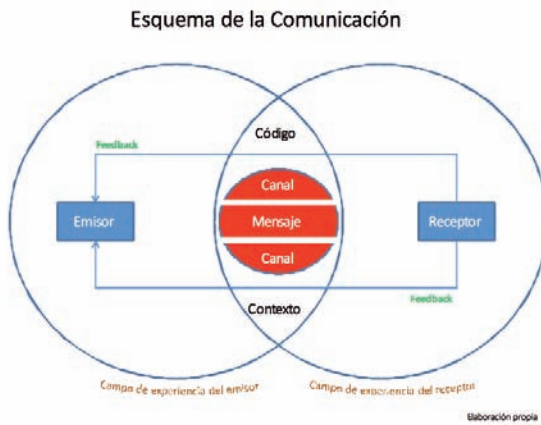 Esquema de la Comunicación
Código
Feedback
Canal
Emisor
Mensaje
Receptor
Canal
Feedback
Contexto
Campo de experiencia del emisor
Campo de experiencia del receptor
Elaboración propia